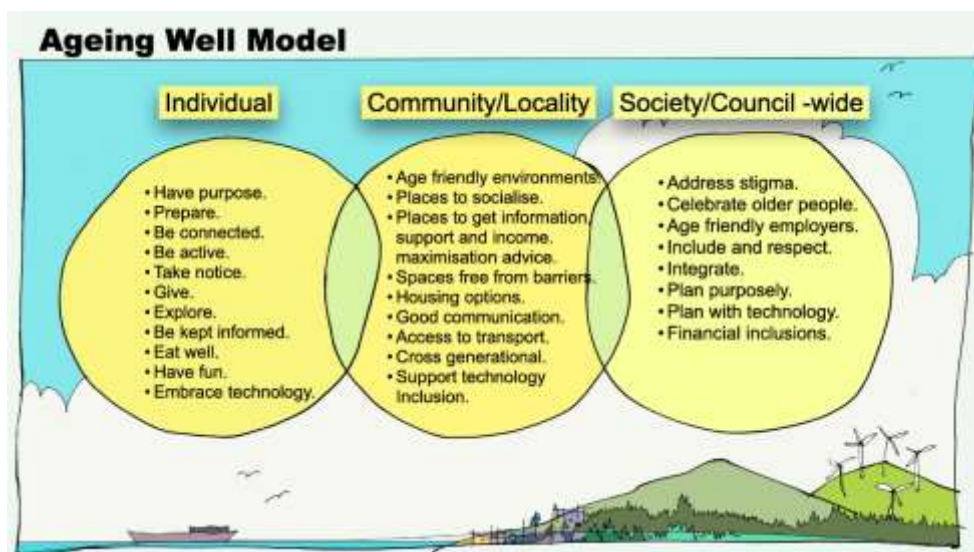 Ageing Well Model
Individual
• Have purpose.
• Prepare.
• Be connected.
• Be active.
• Take notice.
• Give.
• Explore.
• Be kept informed.
• Eat well.
• Have fun.
• Embrace technology.
Community/Locality
• Age friendly environments.
• Places to socialise.
• Places to get information,
support and income
maximisation advice.
• Spaces free from barriers.
• Housing options.
• Good communication.
• Access to transport.
• Cross generational.
• Support technology
Inclusion.
Society/Council -wide
• Address stigma.
• Celebrate older people.
• Age friendly employers.
• Include and respect.
• Integrate.
• Plan purposely.
• Plan with technology.
• Financial inclusions.